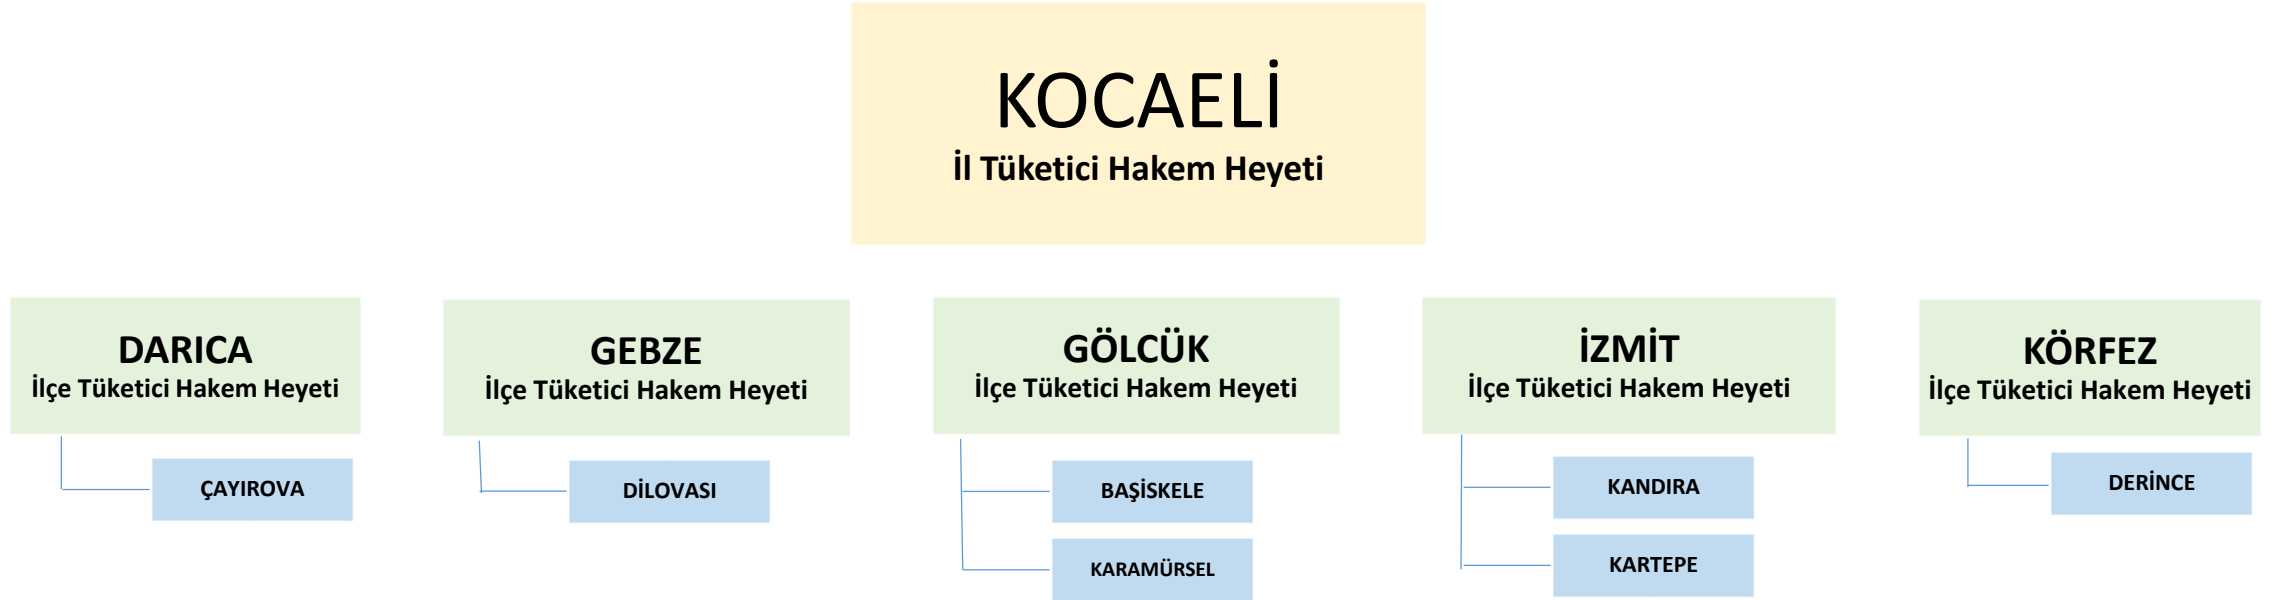 KOCAELİ
İl Tüketici Hakem Heyeti
DARICA
İlçe Tüketici Hakem Heyeti
ÇAYIROVA
GEBZE
İlçe Tüketici Hakem Heyeti
DİLOVASI
GÖLCÜK
İlçe Tüketici Hakem Heyeti
BAŞİSKELE
KARAMÜRSEL
İZMİT
İlçe Tüketici Hakem Heyeti
KANDIRA
KARTEPE
KÖRFEZ
İlçe Tüketici Hakem Heyeti
DERİNCE